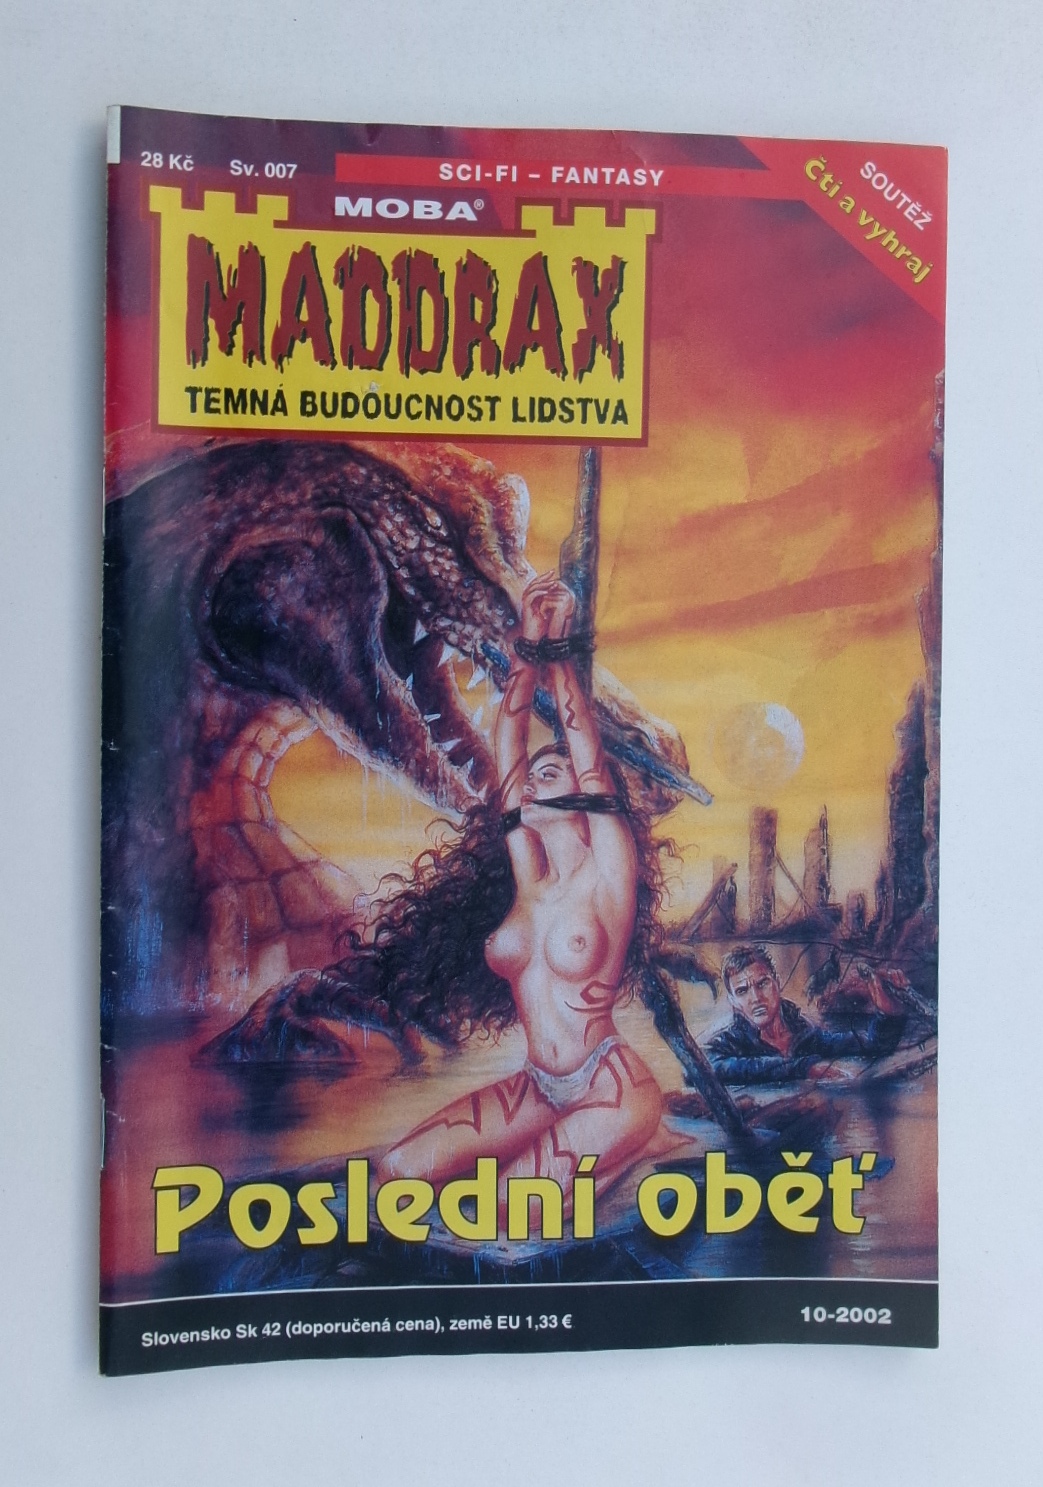 28 Kč Sv. 007
SCI-FI – FANTASY
SOUTĚŽ
Čti a vyhraj
MOBA®
MADDRAX
TEMNÁ BUDOUCNOST LIDSTVA
Poslední oběť
Slovensko Sk 42 (doporučená cena), země EU 1,33 €
10-2002